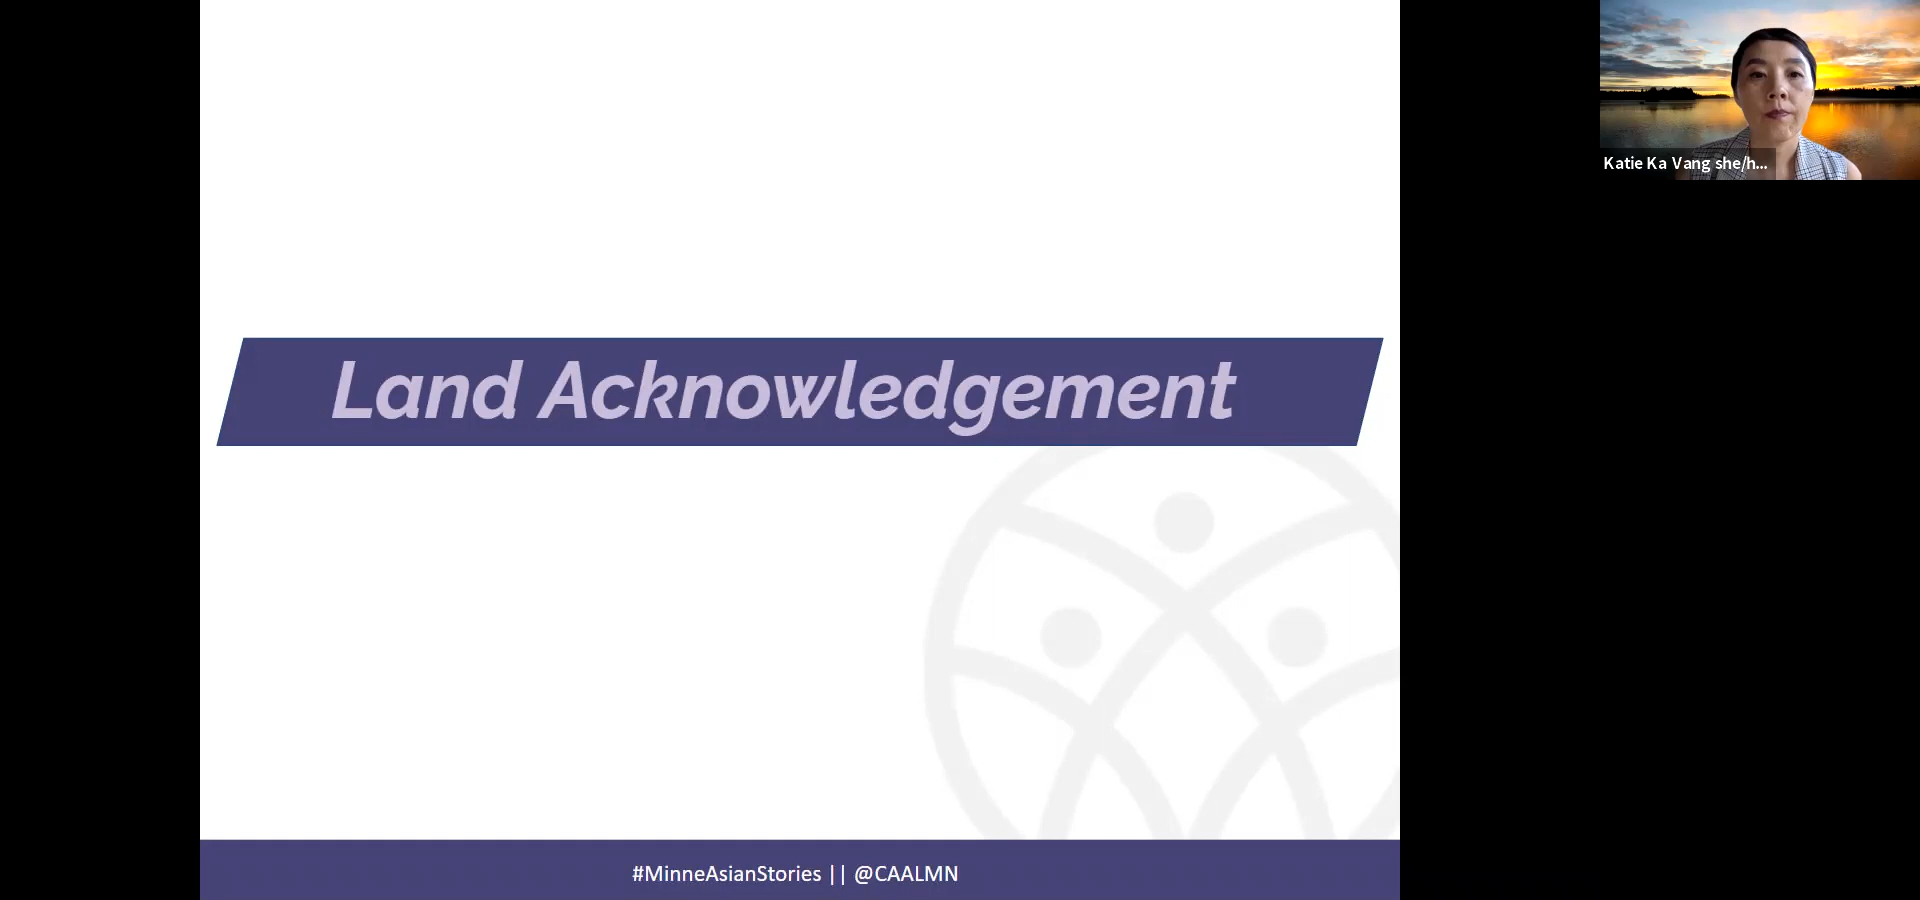 Land Acknowledgement
Katie Ka Vang she/h...
#MinneAsianStories || @CAALMN